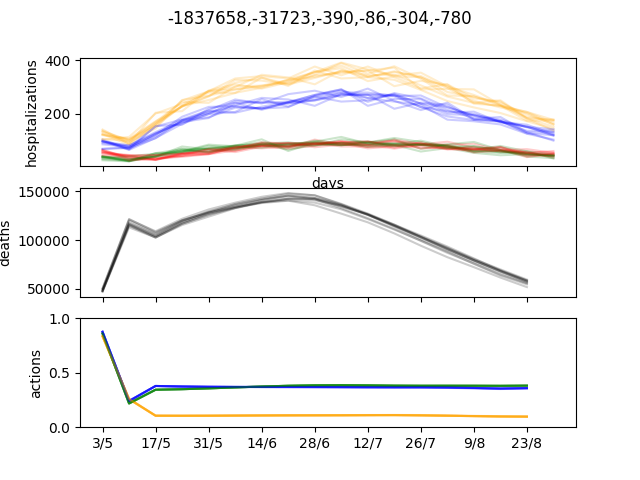 -1837658,-31723,-390,-86,-304,-780
400
200
hospitalizations
days
150000
100000
50000
deaths
1.0
0.5
0.0
actions
3/5 17/5 31/5 14/6 28/6 12/7 26/7 9/8 23/8